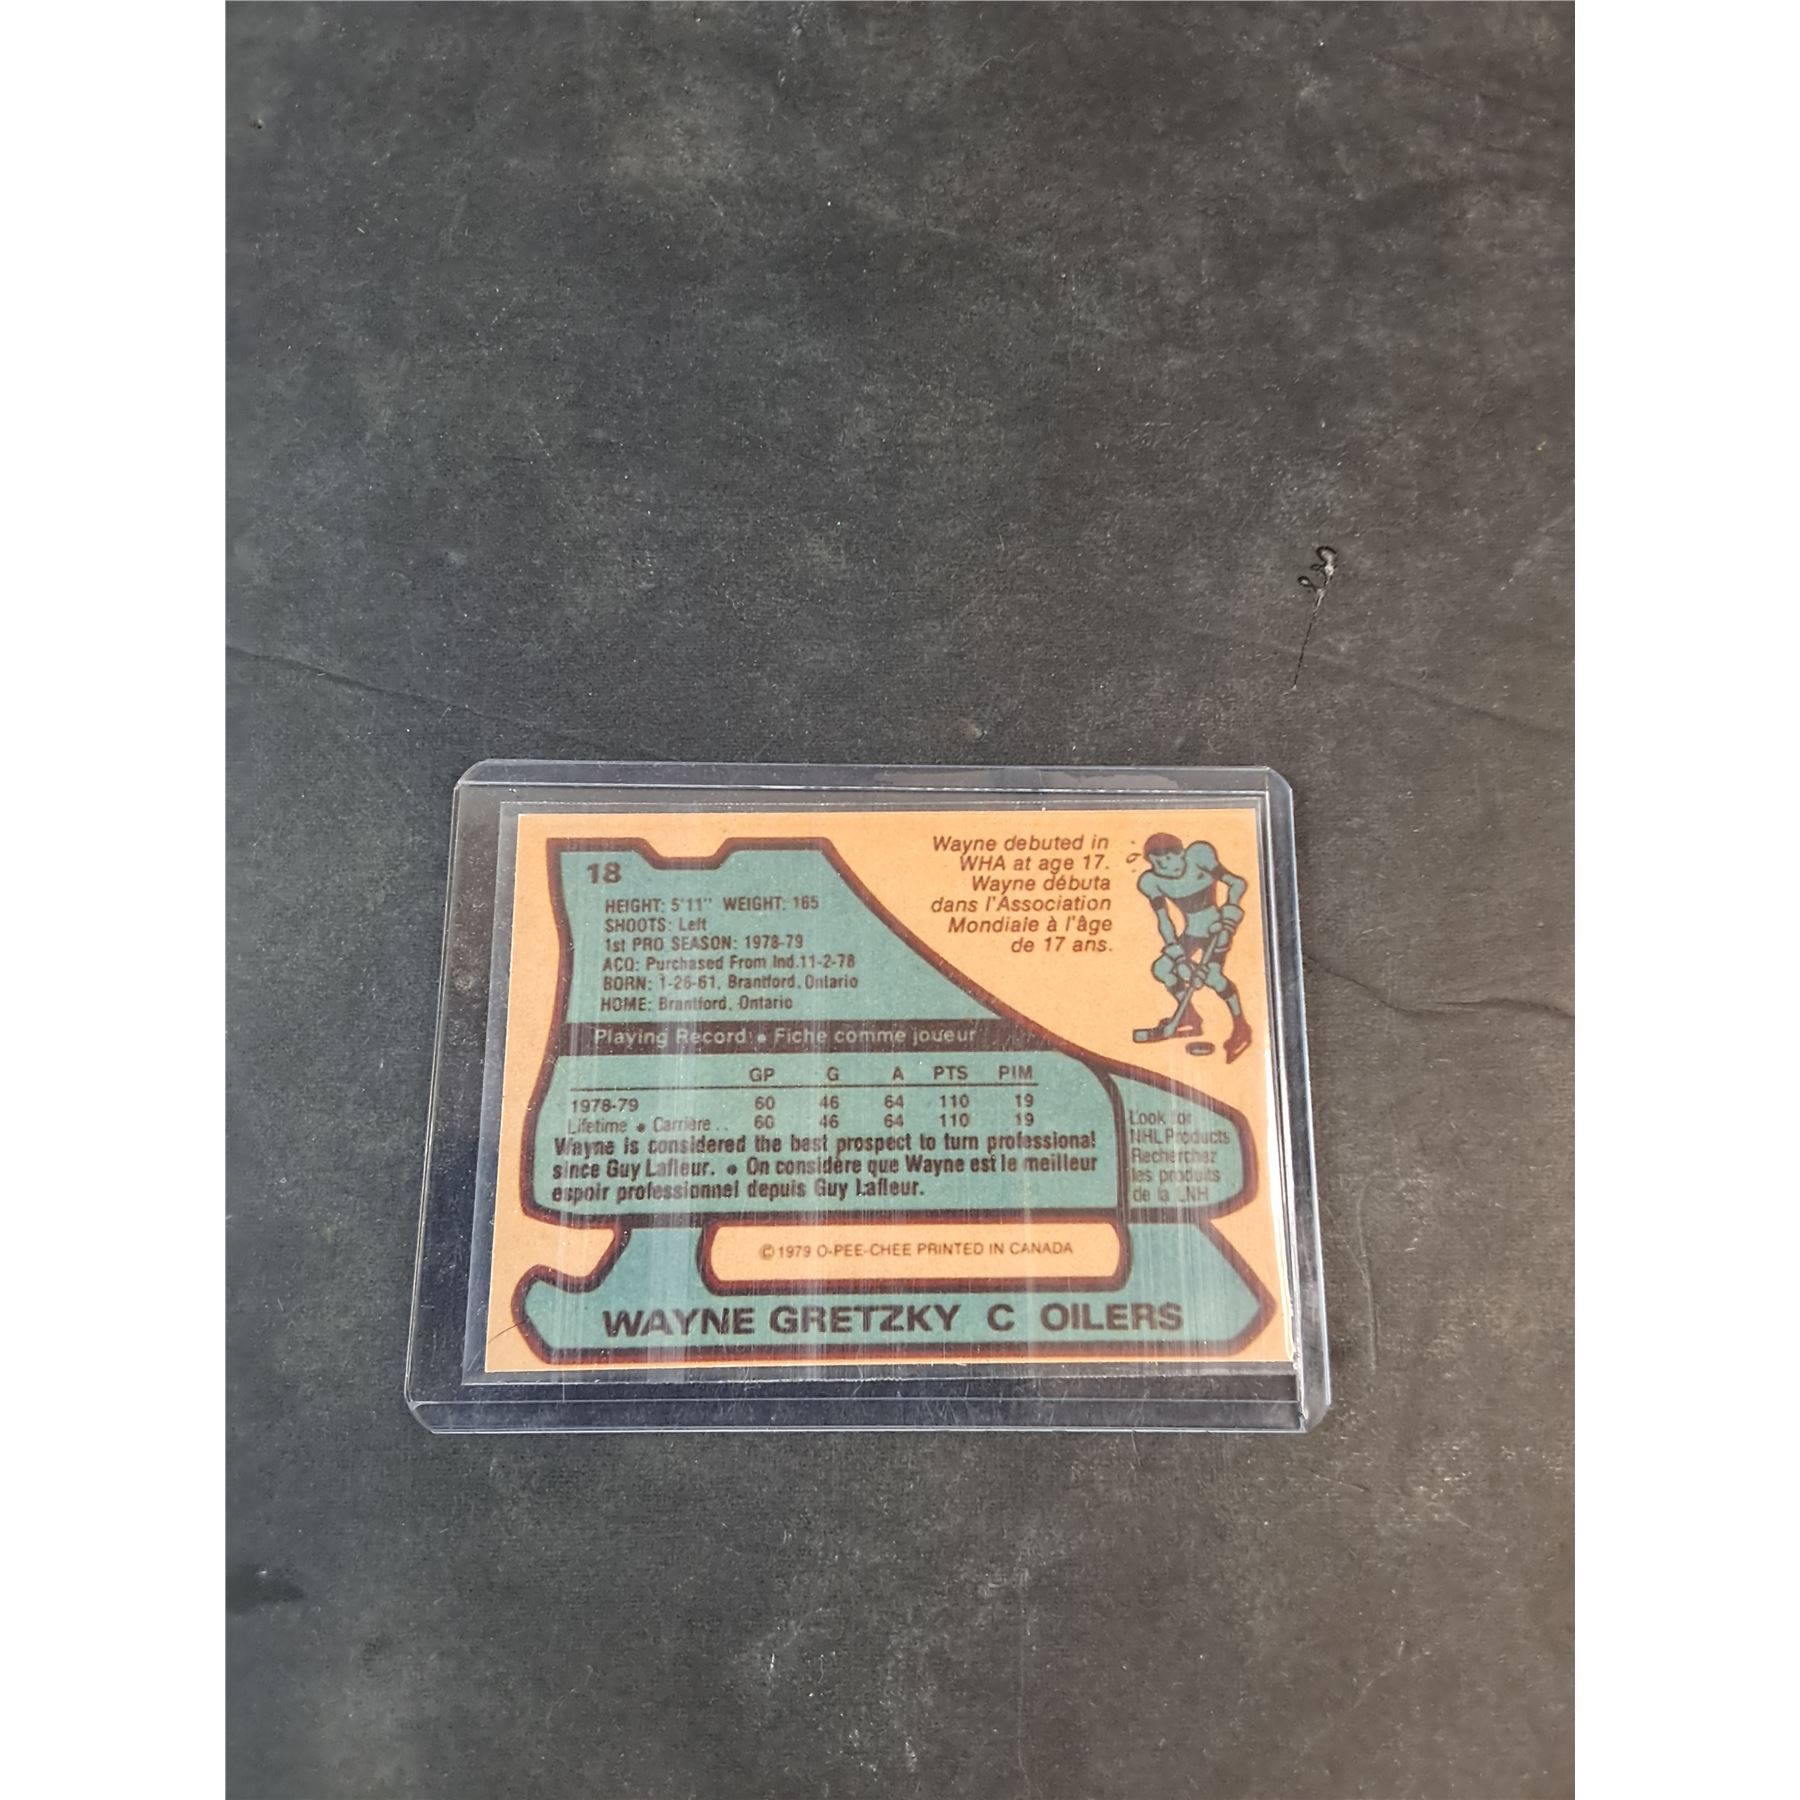 18
HEIGHT: 5'11" WEIGHT: 165
SHOOTS: Left
1st PRO SEASON: 1978-79
ACQ: Purchased From Ind.11-2-78
BORN: 1-26-61, Brantford, Ontario
HOME: Brantford, Ontario
Wayne debuted in
WHA at age 17.
Wayne débuta
dans l'Association
Mondiale à l'âge
de 17 ans.
Playing Record • Fiche comme joueur
GP G A PTS PIM
1978-79 60 46 64 110 19
Lifetime • Carrière.. 60 46 64 110 19
Wayne is considered the best prospect to turn professional
since Guy Lafleur. • On considère que Wayne est le meilleur
espoir professionnel depuis Guy Lafleur.
Look for
NHL Products
Recherchez
les produits
de la LNH
© 1979 O-PEE-CHEE PRINTED IN CANADA
WAYNE GRETZKY C OILERS